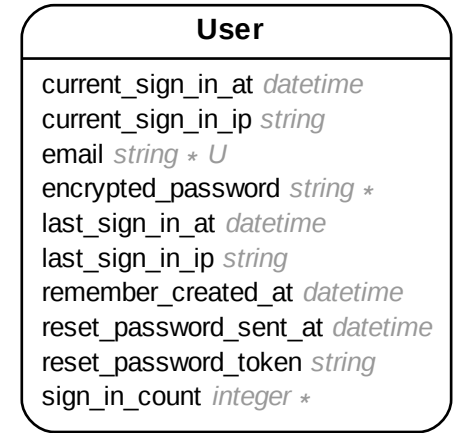 User
current_sign_in_at datetime
current_sign_in_ip string
email string * U
encrypted_password string *
last_sign_in_at datetime
last_sign_in_ip string
remember_created_at datetime
reset_password_sent_at datetime
reset_password_token string
sign_in_count integer *